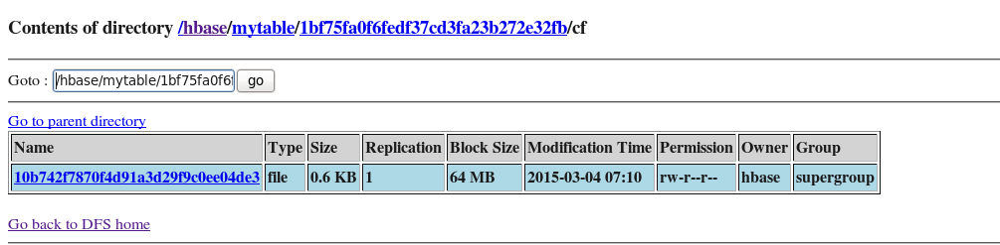 Contents of directory /hbase/mytable/1bf75fa0f6fedf37cd3fa23b272e32fb/cf
Goto : /hbase/mytable/1bf75fa0f6f go
Go to parent directory
Name Type Size Replication Block Size Modification Time Permission Owner Group
10b742f7870f4d91a3d29f9c0ee04de3 file 0.6 KB 1 64 MB 2015-03-04 07:10 rw-r--r-- hbase supergroup
Go back to DFS home